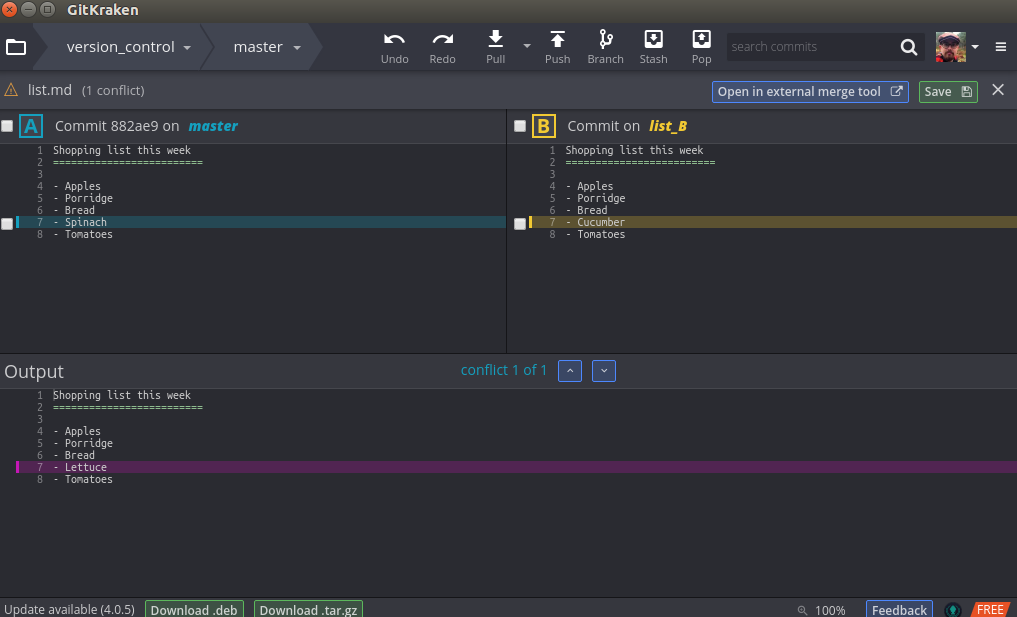 GitKraken
version_control master Undo Redo Pull Push Branch Stash Pop search commits
list.md (1 conflict) Open in external merge tool Save
A Commit 882ae9 on master
1 Shopping list this week
2 =========================
3
4 - Apples
5 - Porridge
6 - Bread
7 - Spinach
8 - Tomatoes
B Commit on list_B
1 Shopping list this week
2 =========================
3
4 - Apples
5 - Porridge
6 - Bread
7 - Cucumber
8 - Tomatoes
Output conflict 1 of 1
1 Shopping list this week
2 =========================
3
4 - Apples
5 - Porridge
6 - Bread
7 - Lettuce
8 - Tomatoes
Update available (4.0.5) Download .deb Download .tar.gz 100% Feedback FREE